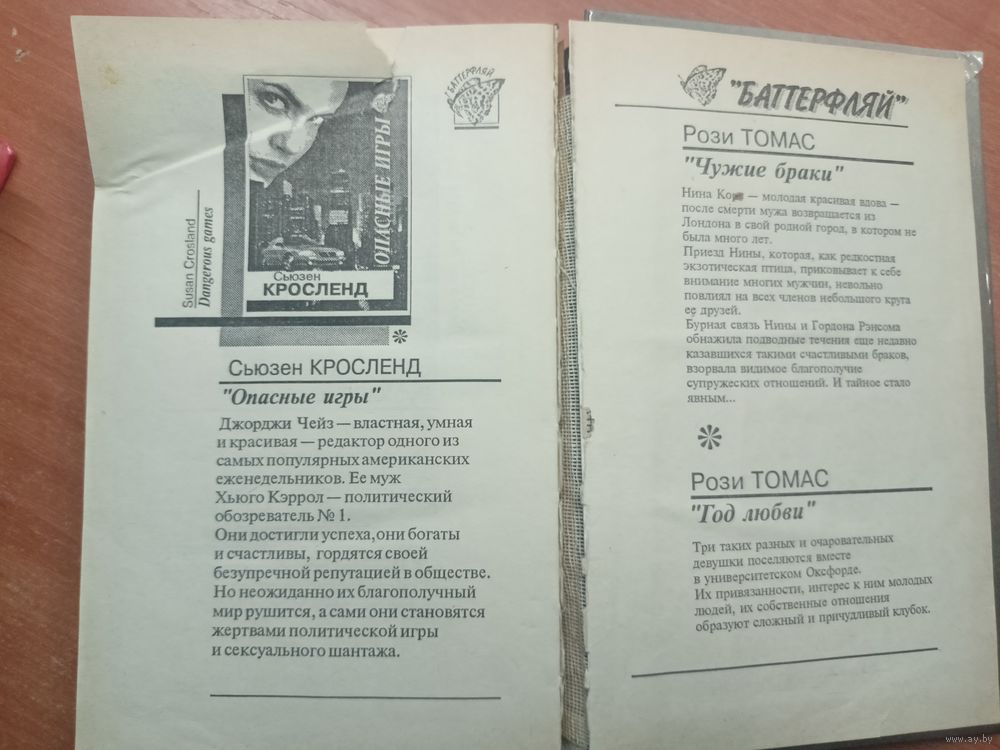 "БАТТЕРФЛЯЙ"
ОПАСНЫЕ ИГРЫ
Сьюзен
КРОСЛЕНД
Susan Crosland
Dangerous games
Сьюзен КРОСЛЕНД
"Опасные игры"
Джорджи Чейз — властная, умная
и красивая — редактор одного из
самых популярных американских
еженедельников. Ее муж
Хьюго Кэррол — политический
обозреватель № 1.
Они достигли успеха, они богаты
и счастливы, гордятся своей
безупречной репутацией в обществе.
Но неожиданно их благополучный
мир рушится, а сами они становятся
жертвами политической игры
и сексуального шантажа.
"БАТТЕРФЛЯЙ"
Рози ТОМАС
"Чужие браки"
Нина Корт — молодая красивая вдова —
после смерти мужа возвращается из
Лондона в свой родной город, в котором не
была много лет.
Приезд Нины, которая, как редкостная
экзотическая птица, приковывает к себе
внимание многих мужчин, невольно
повлиял на всех членов небольшого круга
ее друзей.
Бурная связь Нины и Гордона Рэнсома
обнажила подводные течения еще недавно
казавшихся такими счастливыми браков,
взорвала видимое благополучие
супружеских отношений. И тайное стало
явным...
Рози ТОМАС
"Год любви"
Три таких разных и очаровательных
девушки поселяются вместе
в университетском Оксфорде.
Их привязанности, интерес к ним молодых
людей, их собственные отношения
образуют сложный и причудливый клубок.
www.ay.by